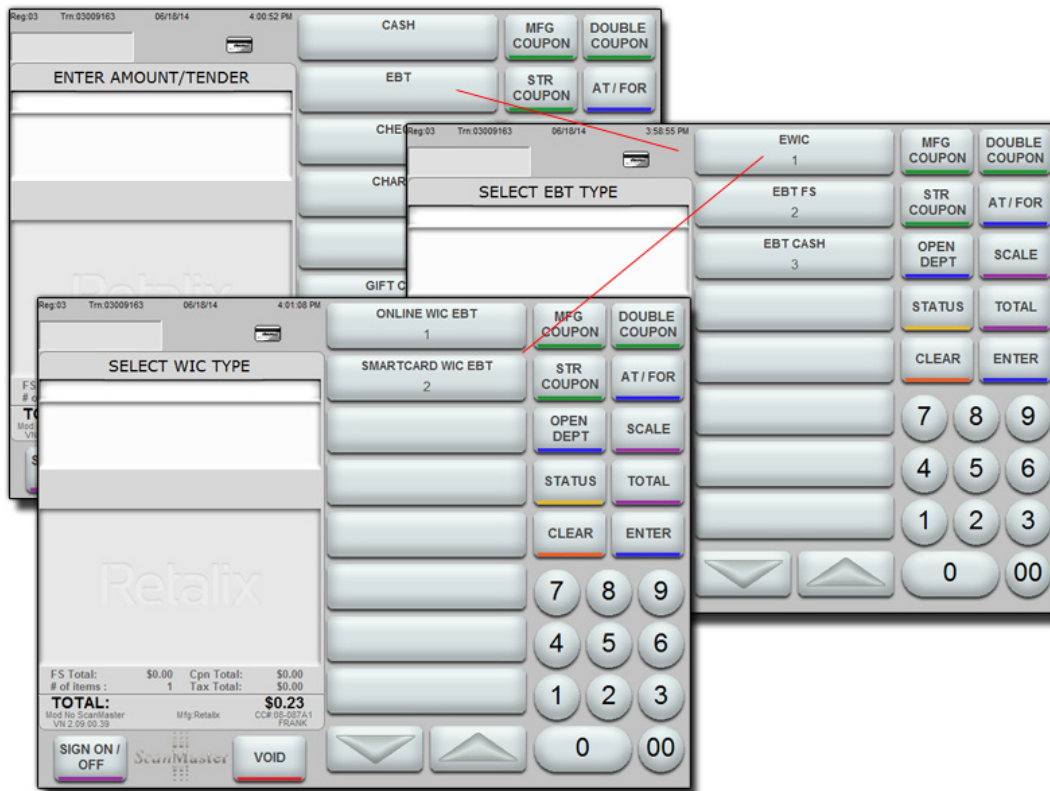 Reg:03 Trn:03009163 06/18/14 4:00:52 PM
ENTER AMOUNT/TENDER
CASH
EBT
CHEC
CHAR
GIFT C
MFG COUPON
DOUBLE COUPON
STR COUPON
AT / FOR
FS
# o
Reg:03 Trn:03009163 06/18/14 3:58:55 PM
SELECT EBT TYPE
EWIC
1
EBT FS
2
EBT CASH
3
MFG COUPON
DOUBLE COUPON
STR COUPON
AT / FOR
OPEN DEPT
SCALE
STATUS
TOTAL
CLEAR
ENTER
7 8 9
4 5 6
1 2 3
0 00
Reg:03 Trn:03009163 06/18/14 4:01:08 PM
SELECT WIC TYPE
ONLINE WIC EBT
1
SMARTCARD WIC EBT
2
MFG COUPON
DOUBLE COUPON
STR COUPON
AT / FOR
OPEN DEPT
SCALE
STATUS
TOTAL
CLEAR
ENTER
7 8 9
4 5 6
1 2 3
0 00
Retalix
FS Total: $0.00 Cpn Total: $0.00
# of items : 1 Tax Total: $0.00
TOTAL: $0.23
Mod No ScanMaster Mfg:Retalix CC#:08-087A1
VN 2.09.00.39 FRANK
SIGN ON / OFF
ScanMaster
VOID